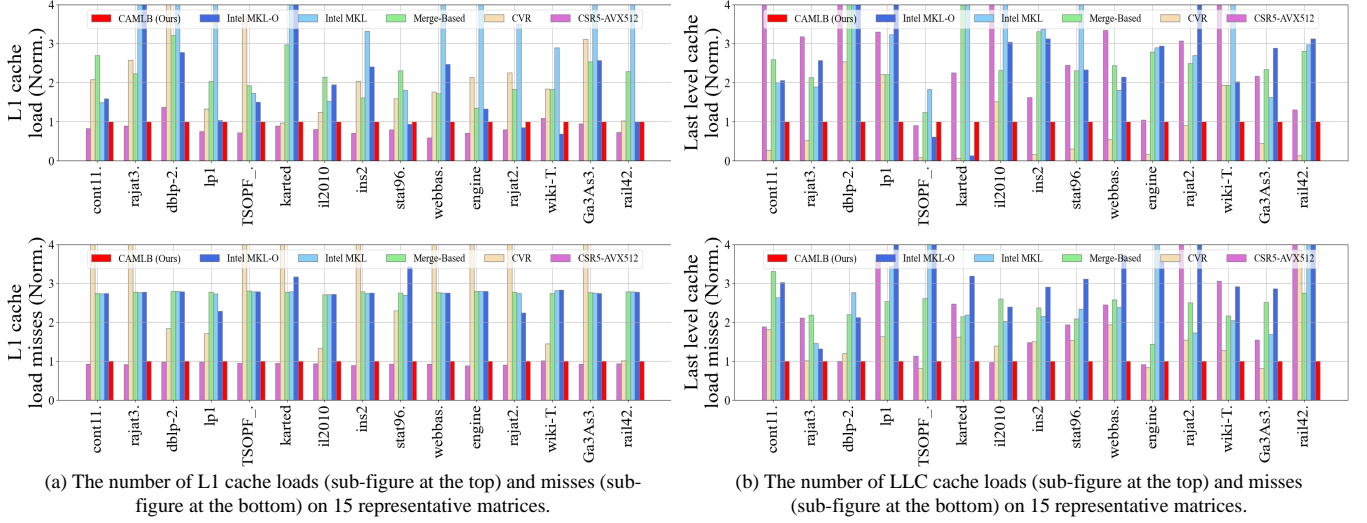 L1 cache
load (Norm.)
4
3
2
1
0
CAMLB (Ours) Intel MKL-O Intel MKL Merge-Based CVR CSR5-AVX512
cont11. rajat3. dblp-2. lp1 TSOPF_. karted il2010 ins2 stat96. webbas. engine rajat2. wiki-T. Ga3As3. rail42.
L1 cache
load misses (Norm.)
4
3
2
1
0
CAMLB (Ours) Intel MKL-O Intel MKL Merge-Based CVR CSR5-AVX512
cont11. rajat3. dblp-2. lp1 TSOPF_. karted il2010 ins2 stat96. webbas. engine rajat2. wiki-T. Ga3As3. rail42.
(a) The number of L1 cache loads (sub-figure at the top) and misses (sub-
figure at the bottom) on 15 representative matrices.
Last level cache
load (Norm.)
4
3
2
1
0
CAMLB (Ours) Intel MKL-O Intel MKL Merge-Based CVR CSR5-AVX512
cont11. rajat3. dblp-2. lp1 TSOPF_. karted il2010 ins2 stat96. webbas. engine rajat2. wiki-T. Ga3As3. rail42.
Last level cache
load misses (Norm.)
4
3
2
1
0
CAMLB (Ours) Intel MKL-O Intel MKL Merge-Based CVR CSR5-AVX512
cont11. rajat3. dblp-2. lp1 TSOPF_. karted il2010 ins2 stat96. webbas. engine rajat2. wiki-T. Ga3As3. rail42.
(b) The number of LLC cache loads (sub-figure at the top) and misses
(sub-figure at the bottom) on 15 representative matrices.